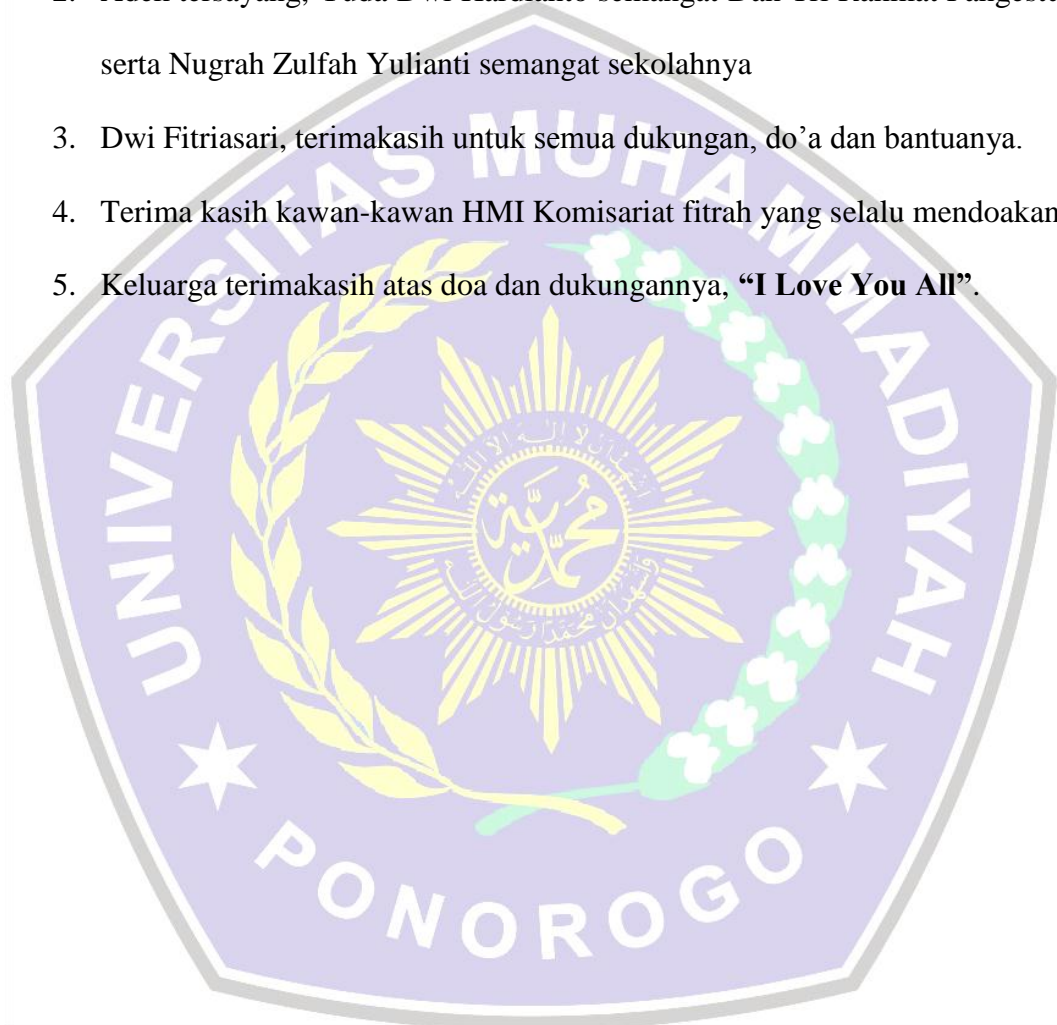 serta Nugrah Zulfah Yulianti semangat sekolahnya
3. Dwi Fitriasari, terimakasih untuk semua dukungan, do’a dan bantuanya.
4. Terima kasih kawan-kawan HMI Komisariat fitrah yang selalu mendoakan
5. Keluarga terimakasih atas doa dan dukungannya, “I Love You All”.
UNIVERSITAS MUHAMMADIYAH
PONOROGO